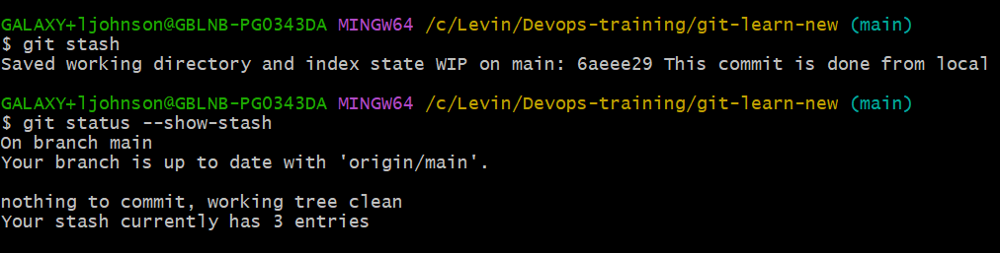 GALAXY+ljohnson@GBLNB-PG0343DA MINGW64 /c/Levin/Devops-training/git-learn-new (main)
$ git stash
Saved working directory and index state WIP on main: 6aeee29 This commit is done from local
GALAXY+ljohnson@GBLNB-PG0343DA MINGW64 /c/Levin/Devops-training/git-learn-new (main)
$ git status --show-stash
On branch main
Your branch is up to date with 'origin/main'.
nothing to commit, working tree clean
Your stash currently has 3 entries